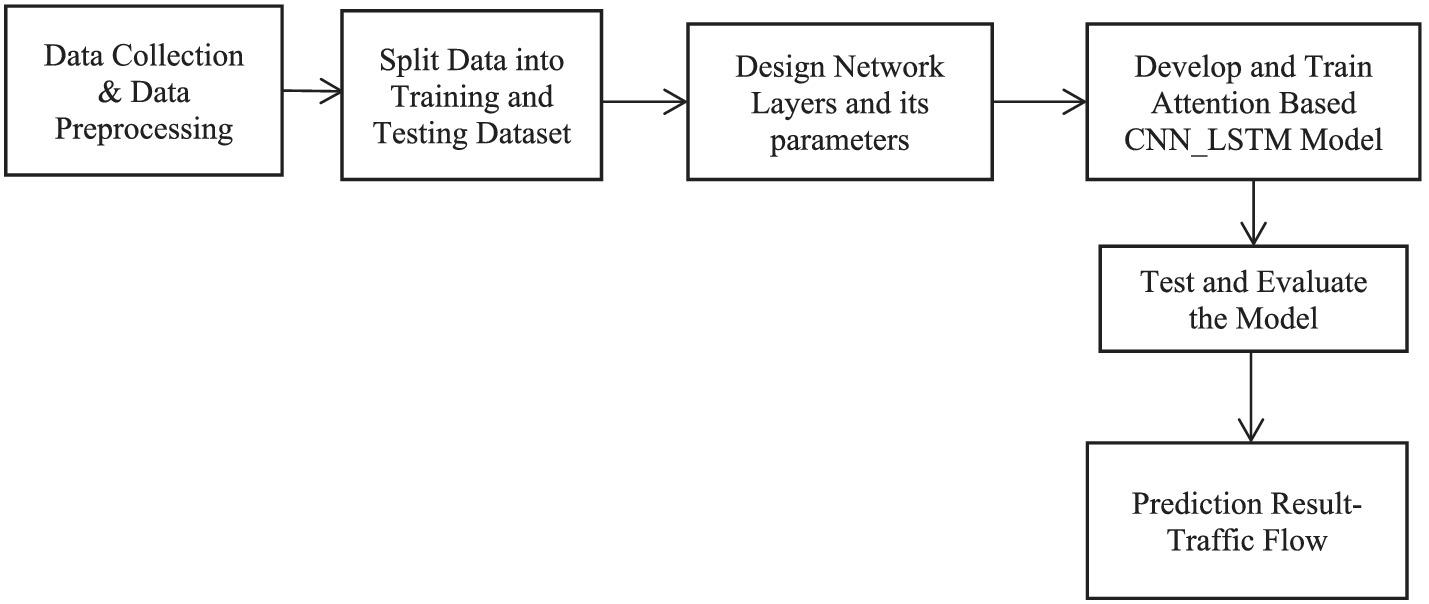 Data Collection
& Data
Preprocessing
Split Data into
Training and
Testing Dataset
Design Network
Layers and its
parameters
Develop and Train
Attention Based
CNN_LSTM Model
Test and Evaluate
the Model
Prediction Result-
Traffic Flow